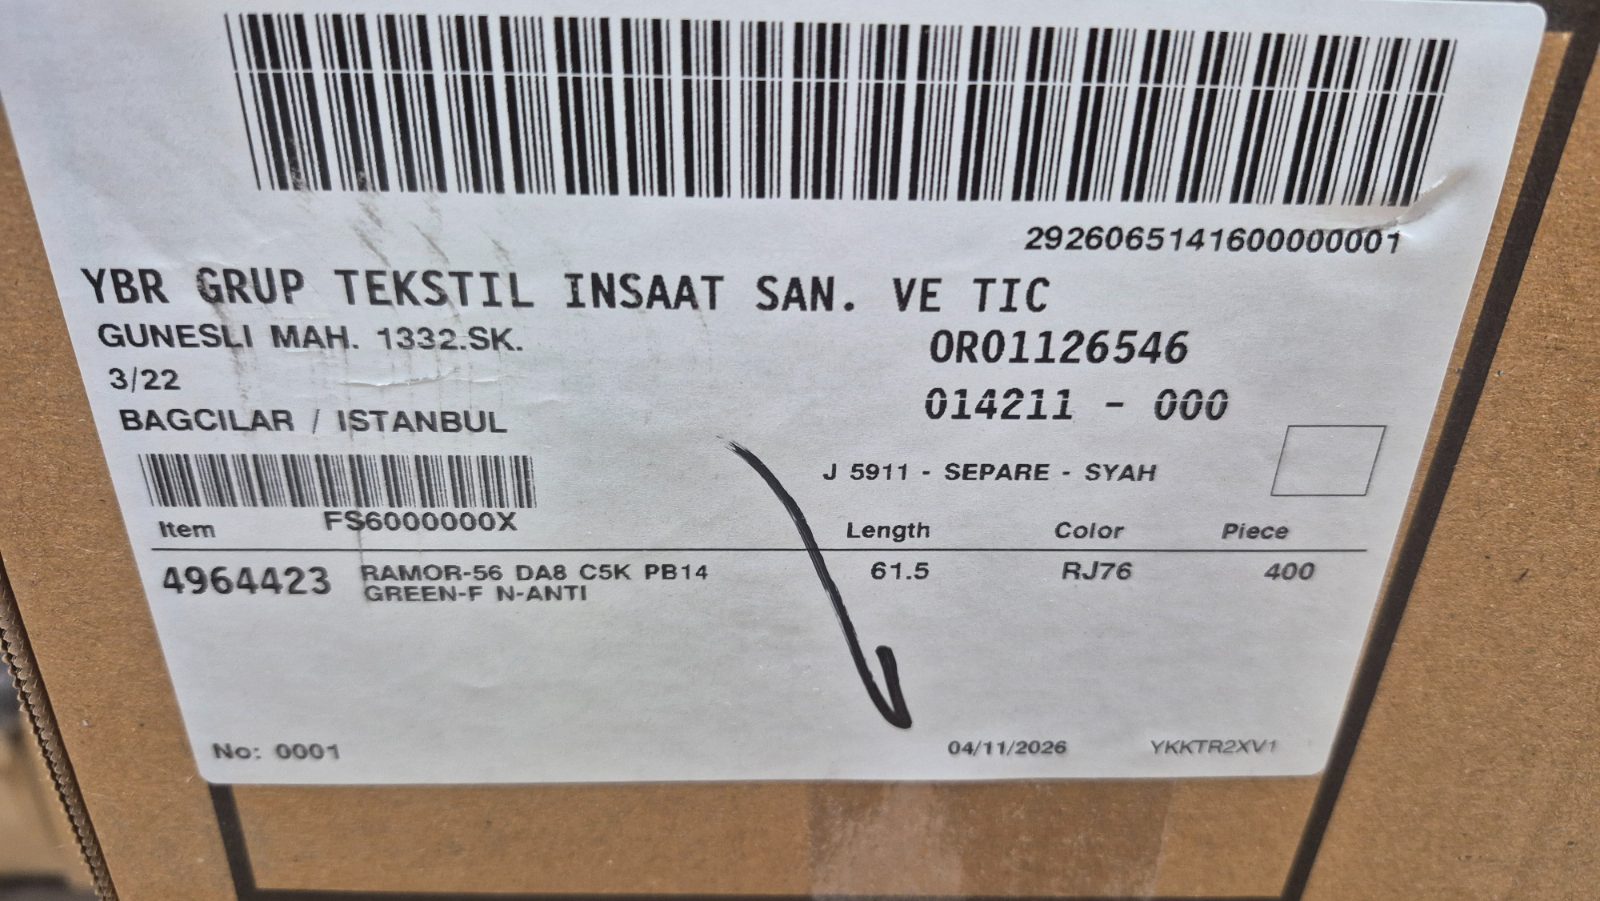 29260651416000000001
YBR GRUP TEKSTIL INSAAT SAN. VE TIC
GUNESLI MAH. 1332.SK.
OR01126546
3/22
014211 - 000
BAGCILAR / ISTANBUL
J 5911 - SEPARE - SYAH
FS6000000X
Item Length Color Piece
4964423 RAMOR-56 DA8 C5K PB14 61.5 RJ76 400
GREEN-F N-ANTI
No: 0001 04/11/2026 YKKTR2XV1